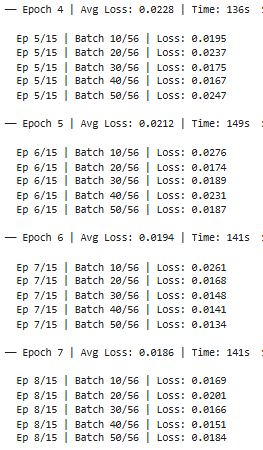 ── Epoch 4 | Avg Loss: 0.0228 | Time: 136s
Ep 5/15 | Batch 10/56 | Loss: 0.0195
Ep 5/15 | Batch 20/56 | Loss: 0.0237
Ep 5/15 | Batch 30/56 | Loss: 0.0175
Ep 5/15 | Batch 40/56 | Loss: 0.0167
Ep 5/15 | Batch 50/56 | Loss: 0.0247
── Epoch 5 | Avg Loss: 0.0212 | Time: 149s
Ep 6/15 | Batch 10/56 | Loss: 0.0276
Ep 6/15 | Batch 20/56 | Loss: 0.0174
Ep 6/15 | Batch 30/56 | Loss: 0.0189
Ep 6/15 | Batch 40/56 | Loss: 0.0231
Ep 6/15 | Batch 50/56 | Loss: 0.0187
── Epoch 6 | Avg Loss: 0.0194 | Time: 141s
Ep 7/15 | Batch 10/56 | Loss: 0.0261
Ep 7/15 | Batch 20/56 | Loss: 0.0168
Ep 7/15 | Batch 30/56 | Loss: 0.0148
Ep 7/15 | Batch 40/56 | Loss: 0.0141
Ep 7/15 | Batch 50/56 | Loss: 0.0134
── Epoch 7 | Avg Loss: 0.0186 | Time: 141s
Ep 8/15 | Batch 10/56 | Loss: 0.0169
Ep 8/15 | Batch 20/56 | Loss: 0.0201
Ep 8/15 | Batch 30/56 | Loss: 0.0166
Ep 8/15 | Batch 40/56 | Loss: 0.0151
Ep 8/15 | Batch 50/56 | Loss: 0.0184